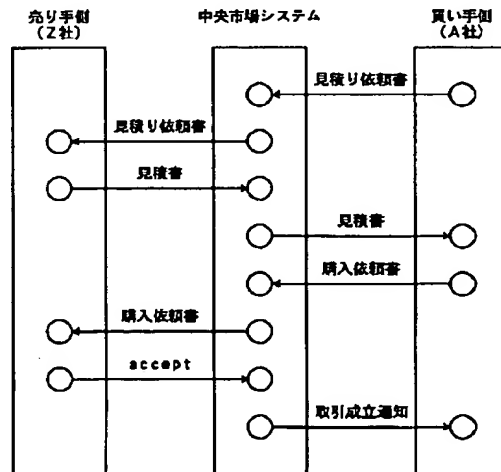 売り手側
(Z社)
中央市場システム
買い手側
(A社)
見積り依頼書
見積り依頼書
見積書
見積書
購入依頼書
購入依頼書
accept
取引成立通知